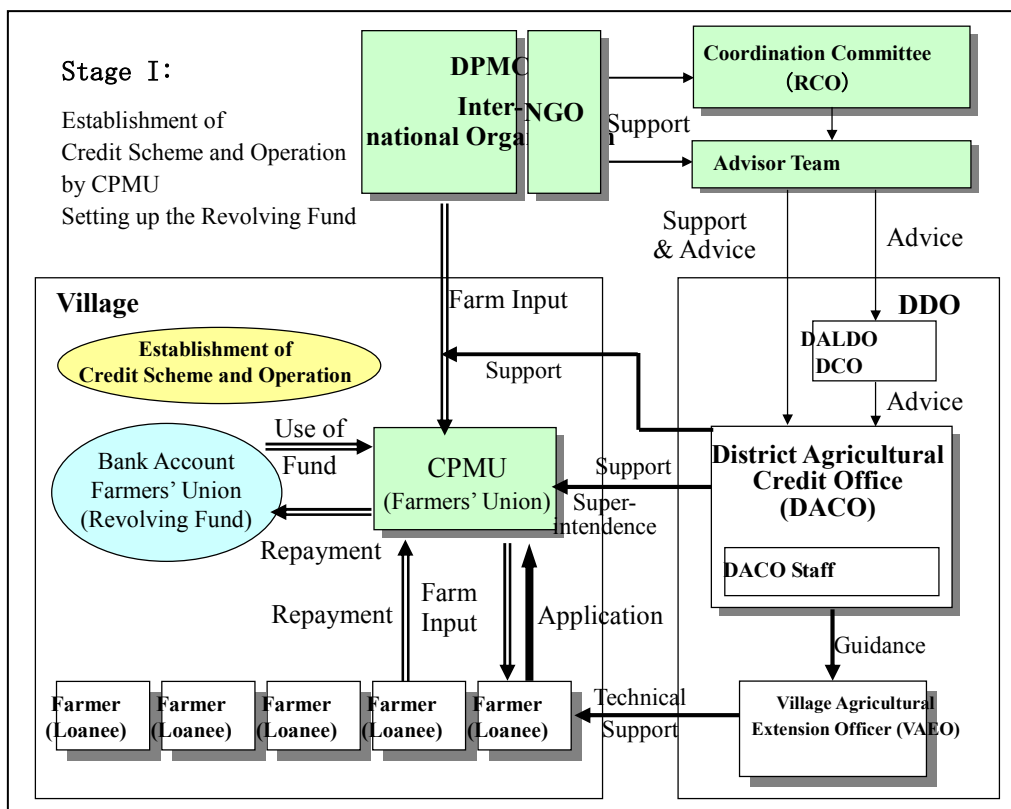 Stage I:
Establishment of
Credit Scheme and Operation
by CPMU
Setting up the Revolving Fund
DPMC
Inter-
national Organ
n
NGO
Support
Coordination Committee
(RCO)
Advisor Team
Support
& Advice
Advice
Village
Farm Input
DDO
Establishment of
Credit Scheme and Operation
Support
DALDO
DCO
Advice
Use of
Fund
Bank Account
Farmers' Union
(Revolving Fund)
CPMU
(Farmers' Union)
Support
Super-
intendence
District Agricultural
Credit Office
(DACO)
DACO Staff
Repayment
Repayment
Farm
Input
Application
Guidance
Farmer
(Loanee)
Farmer
(Loanee)
Farmer
(Loanee)
Farmer
(Loanee)
Farmer
(Loanee)
Technical
Support
Village Agricultural
Extension Officer (VAEO)